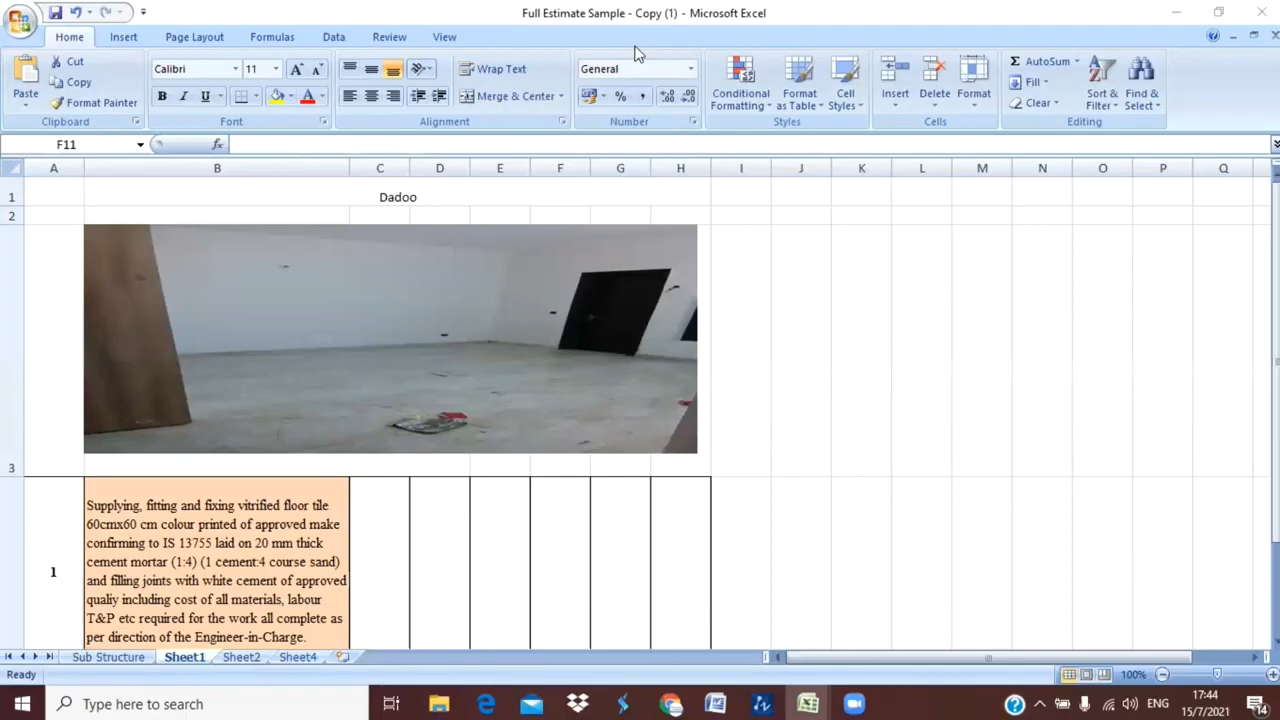 Full Estimate Sample - Copy (1) - Microsoft Excel
Home Insert Page Layout Formulas Data Review View
Paste Cut Copy Format Painter Clipboard
Calibri 11 A A B I U A Font
Wrap Text Merge & Center Alignment
General % , Number
Conditional Formatting Format as Table Cell Styles Styles
Insert Delete Format Cells
Σ AutoSum Fill Clear Sort & Filter Find & Select Editing
F11 fx
A B C D E F G H I J K L M N O P Q
1 Dadoo
2
3
1
Supplying, fitting and fixing vitrified floor tile
60cmx60 cm colour printed of approved make
confirming to IS 13755 laid on 20 mm thick
cement mortar (1:4) (1 cement:4 course sand)
and filling joints with white cement of approved
qualiy including cost of all materials, labour
T&P etc required for the work all complete as
per direction of the Engineer-in-Charge.
Sub Structure Sheet1 Sheet2 Sheet4
Ready 100%
Type here to search ENG 17:44
15/7/2021 14